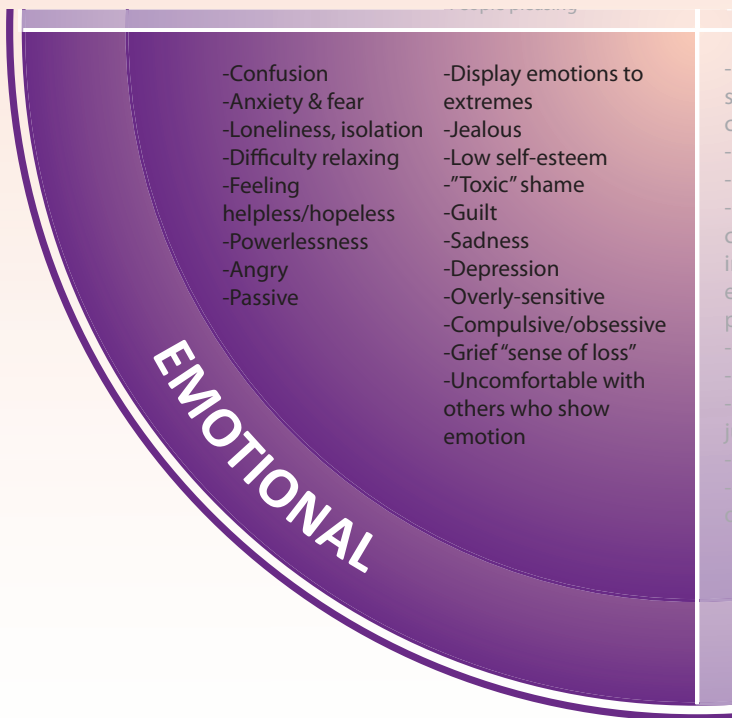 People pleasing
-Confusion
-Anxiety & fear
-Loneliness, isolation
-Difficulty relaxing
-Feeling
helpless/hopeless
-Powerlessness
-Angry
-Passive
-Display emotions to
extremes
-Jealous
-Low self-esteem
-”Toxic” shame
-Guilt
-Sadness
-Depression
-Overly-sensitive
-Compulsive/obsessive
-Grief “sense of loss”
-Uncomfortable with
others who show
emotion
EMOTIONAL